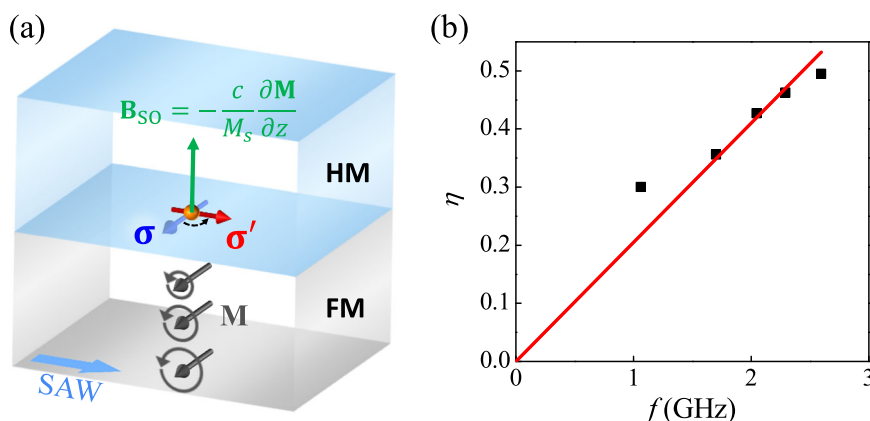 (a)
B_SO = − c/M_s ∂M/∂z
HM
σ
σ′
M
FM
SAW
(b)
η
0.5
0.4
0.3
0.2
0.1
0.0
0 1 2 3
f (GHz)